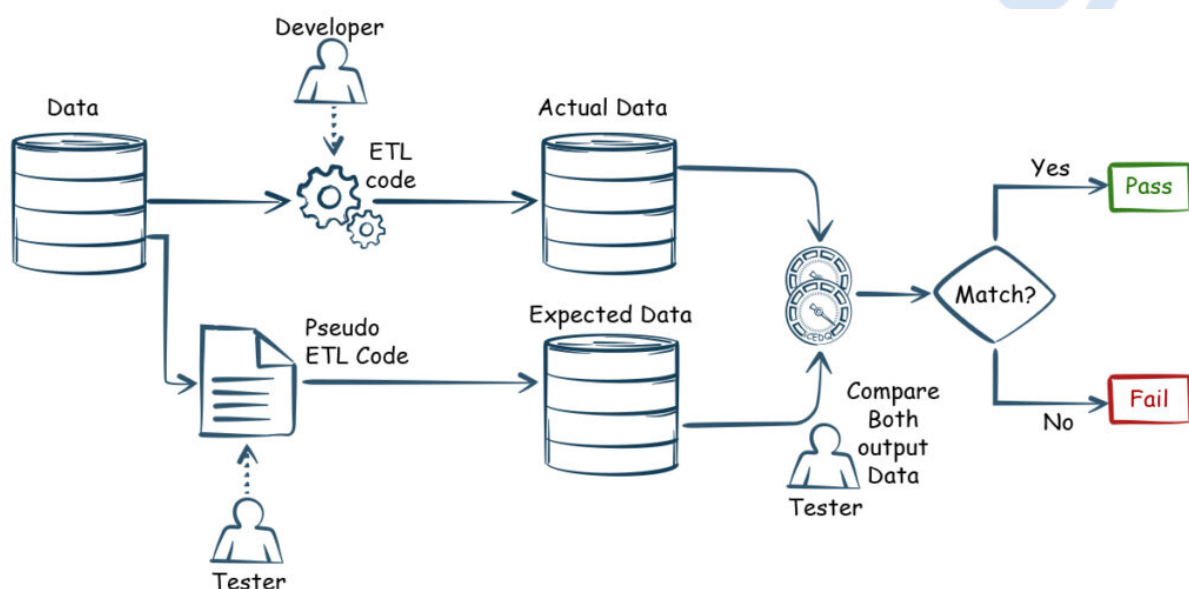 Developer
Data
ETL
code
Actual Data
Yes
Pass
Match?
Pseudo
ETL Code
Expected Data
iCEDQ
Compare
Both
output
Data
No
Fail
Tester
Tester